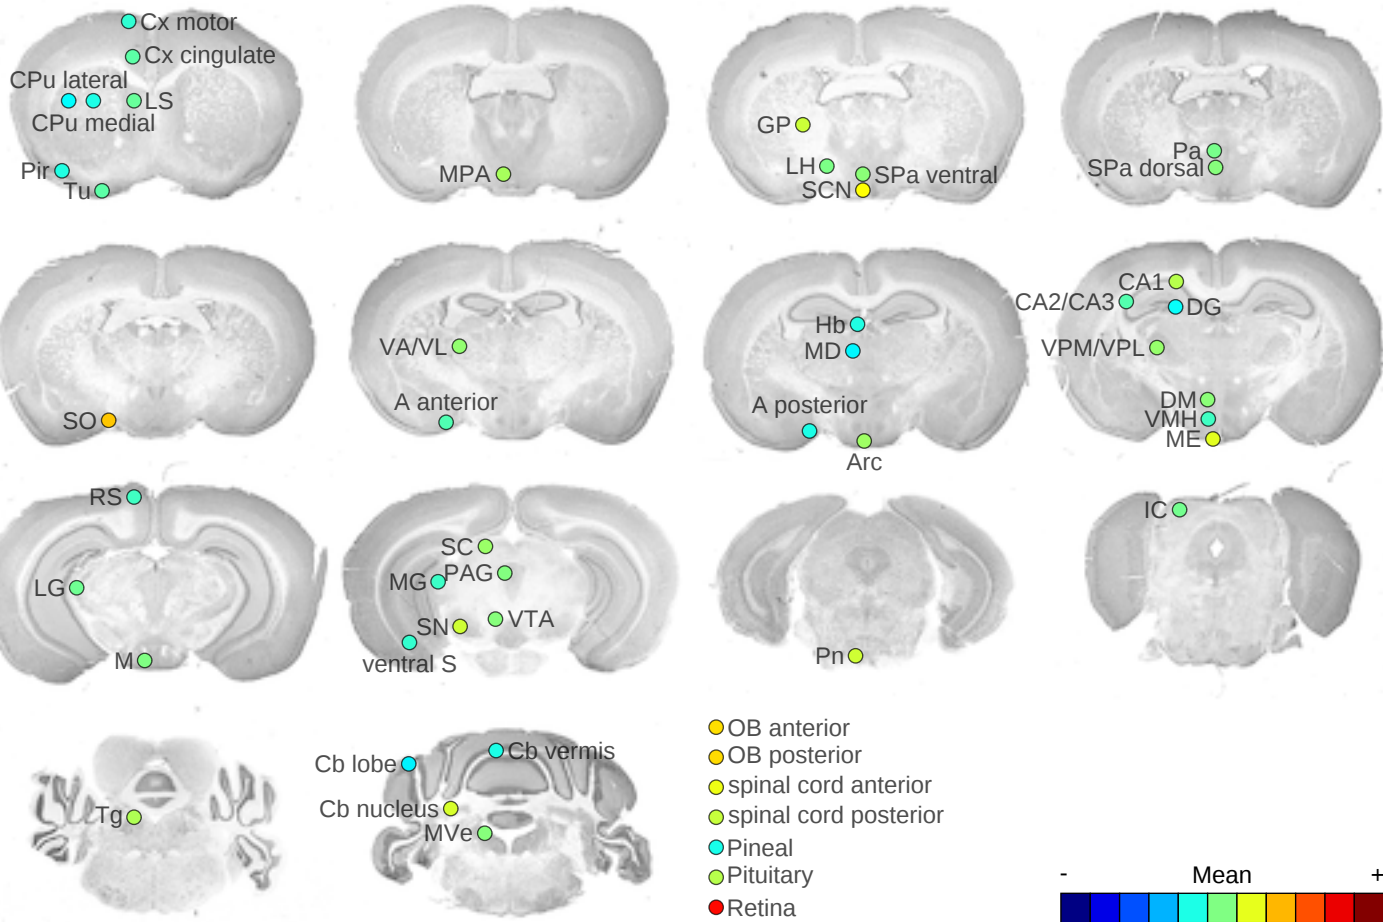 Cx motor
Cx cingulate
CPu lateral
LS
CPu medial
Pir
Tu
MPA
GP
LH
SPa ventral
SCN
Pa
SPa dorsal
SO
VA/VL
A anterior
Hb
MD
A posterior
Arc
CA1
CA2/CA3
DG
VPM/VPL
DM
VMH
ME
RS
LG
M
SC
MG
PAG
SN
VTA
ventral S
Pn
IC
Tg
Cb lobe
Cb vermis
Cb nucleus
MVe
OB anterior
OB posterior
spinal cord anterior
spinal cord posterior
Pineal
Pituitary
Retina
- Mean +